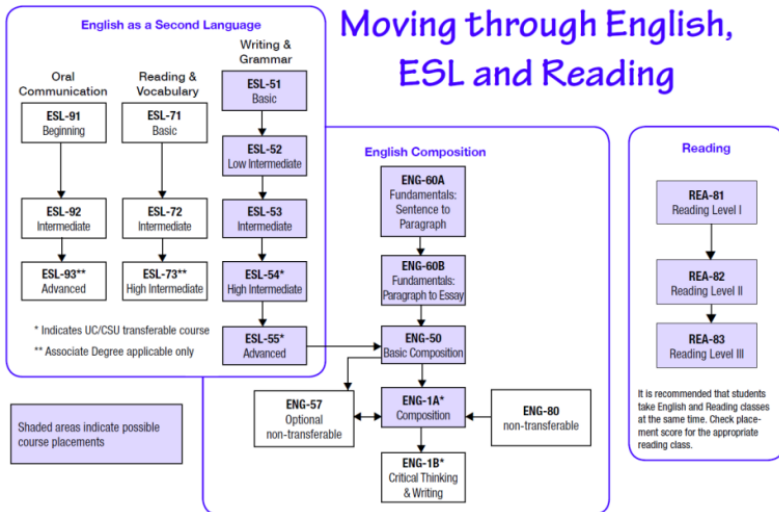 Moving through English,
ESL and Reading
English as a Second Language
Oral
Communication
ESL-91
Beginning
ESL-92
Intermediate
ESL-93**
Advanced
Reading &
Vocabulary
ESL-71
Basic
ESL-72
Intermediate
ESL-73**
High Intermediate
Writing &
Grammar
ESL-51
Basic
ESL-52
Low Intermediate
ESL-53
Intermediate
ESL-54*
High Intermediate
ESL-55*
Advanced
* Indicates UC/CSU transferable course
** Associate Degree applicable only
Shaded areas indicate possible
course placements
English Composition
ENG-60A
Fundamentals:
Sentence to
Paragraph
ENG-60B
Fundamentals:
Paragraph to Essay
ENG-50
Basic Composition
ENG-57
Optional
non-transferable
ENG-1A*
Composition
ENG-80
non-transferable
ENG-1B*
Critical Thinking
& Writing
Reading
REA-81
Reading Level I
REA-82
Reading Level II
REA-83
Reading Level III
It is recommended that students
take English and Reading classes
at the same time. Check place-
ment score for the appropriate
reading class.